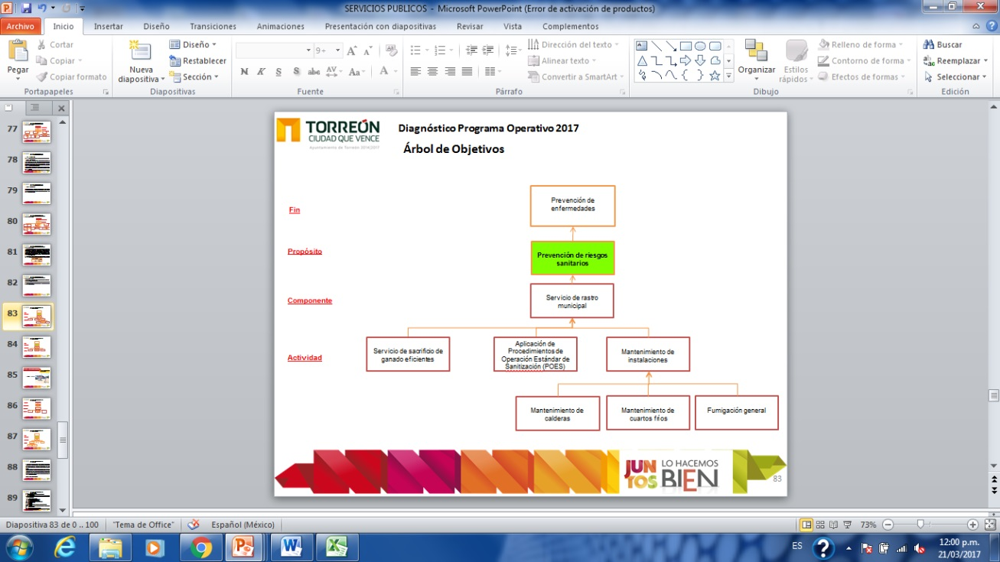 SERVICIOS PUBLICOS - Microsoft PowerPoint (Error de activación de productos)
Archivo Inicio Insertar Diseño Transiciones Animaciones Presentación con diapositivas Revisar Vista Complementos
Pegar
Cortar
Copiar
Copiar formato
Portapapeles
Nueva
diapositiva
Diseño
Restablecer
Sección
Diapositivas
9+
N K S S abc AV Aa A
Fuente
Dirección del texto
Alinear texto
Convertir a SmartArt
Párrafo
Organizar
Estilos
rápidos
Relleno de forma
Contorno de forma
Efectos de formas
Dibujo
Buscar
Reemplazar
Seleccionar
Edición
77
78
79
80
81
82
83
84
85
86
87
88
89
TORREÓN
CIUDAD QUE VENCE
Ayuntamiento de Torreón 2014|2017
Diagnóstico Programa Operativo 2017
Árbol de Objetivos
Fin
Prevención de
enfermedades
Propósito
Prevención de riesgos
sanitarios
Componente
Servicio de rastro
municipal
Actividad
Servicio de sacrificio de
ganado eficientes
Aplicación de
Procedimientos de
Operación Estándar de
Sanitización (POES)
Mantenimiento de
instalaciones
Mantenimiento de
calderas
Mantenimiento de
cuartos fríos
Fumigación general
JUNTOS
LO HACEMOS
BIEN
83
Diapositiva 83 de 0 .. 100 "Tema de Office" Español (México) 73%
ES
12:00 p.m.
21/03/2017